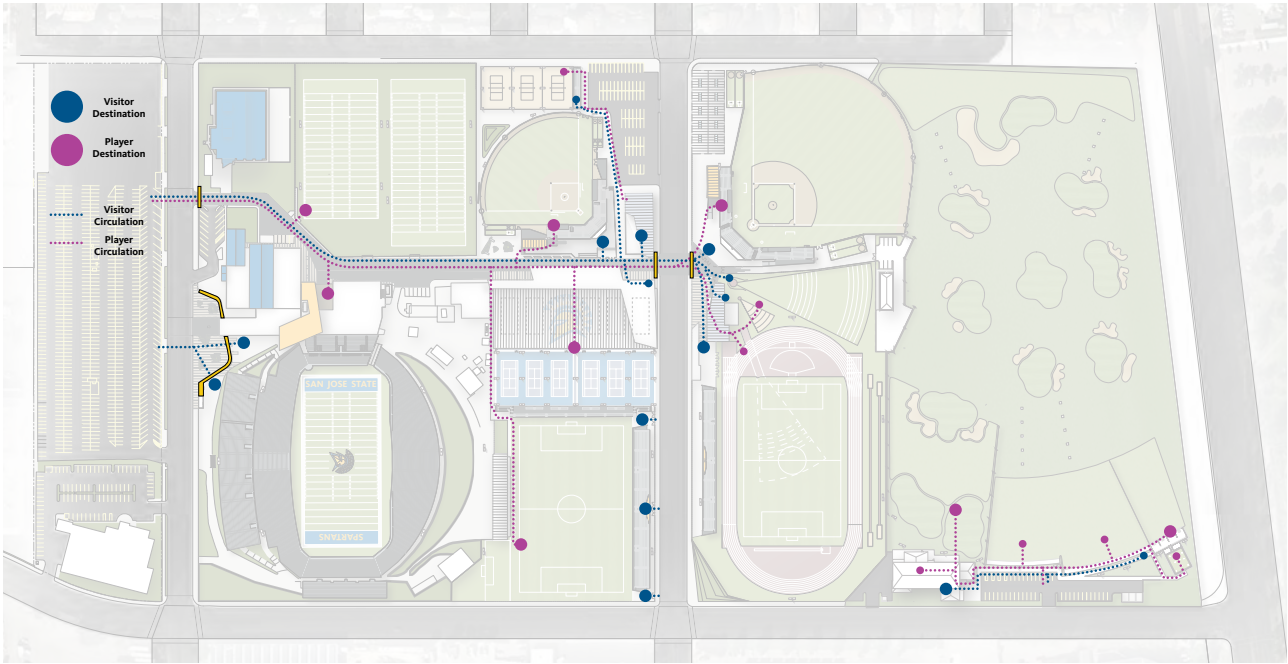 Visitor
Destination
Player
Destination
Visitor
Circulation
Player
Circulation
SAN JOSE STATE
SPARTANS